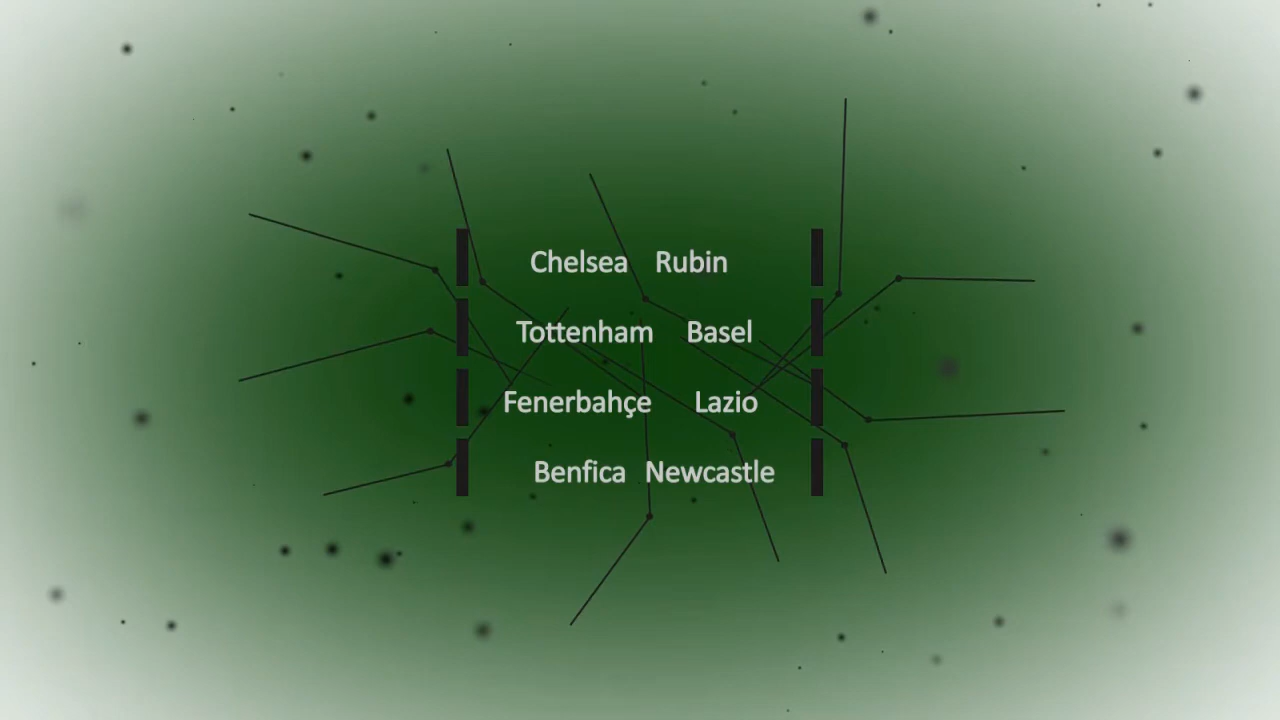 Chelsea Rubin
Tottenham Basel
Fenerbahçe Lazio
Benfica Newcastle